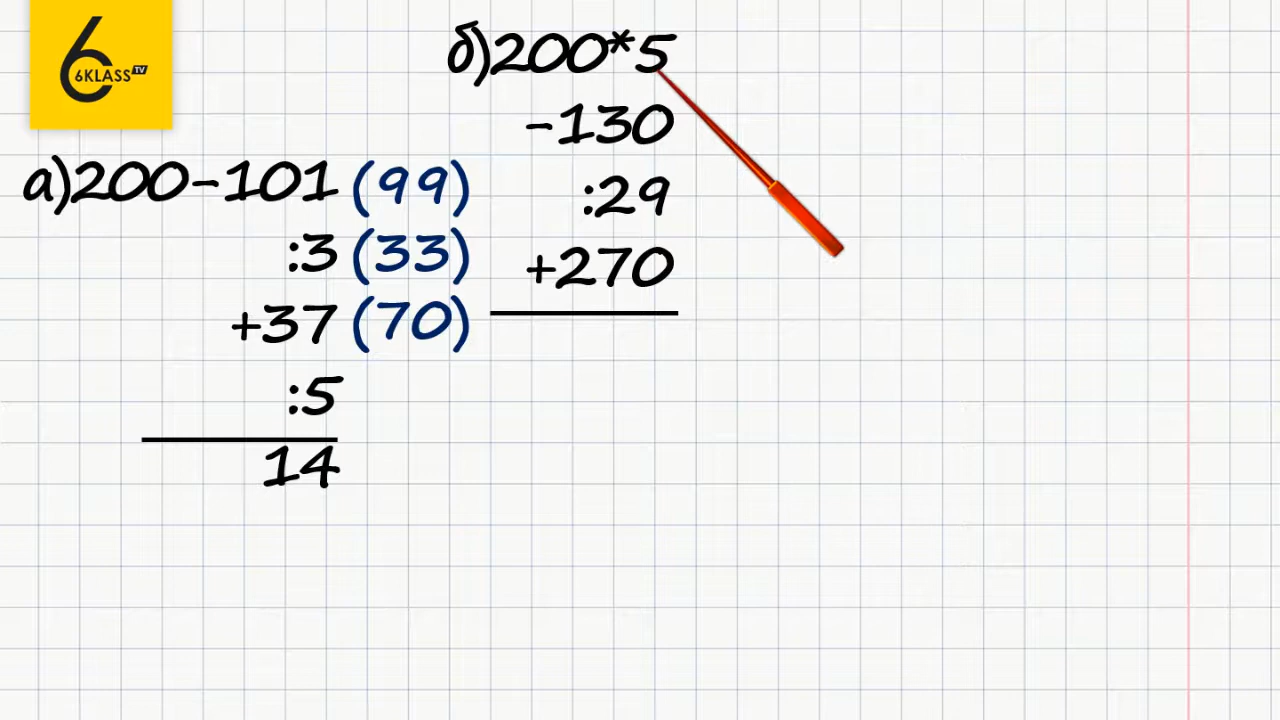 6KLASS TV
а)200-101 (99)
:3 (33)
+37 (70)
:5
14
б)200*5
-130
:29
+270